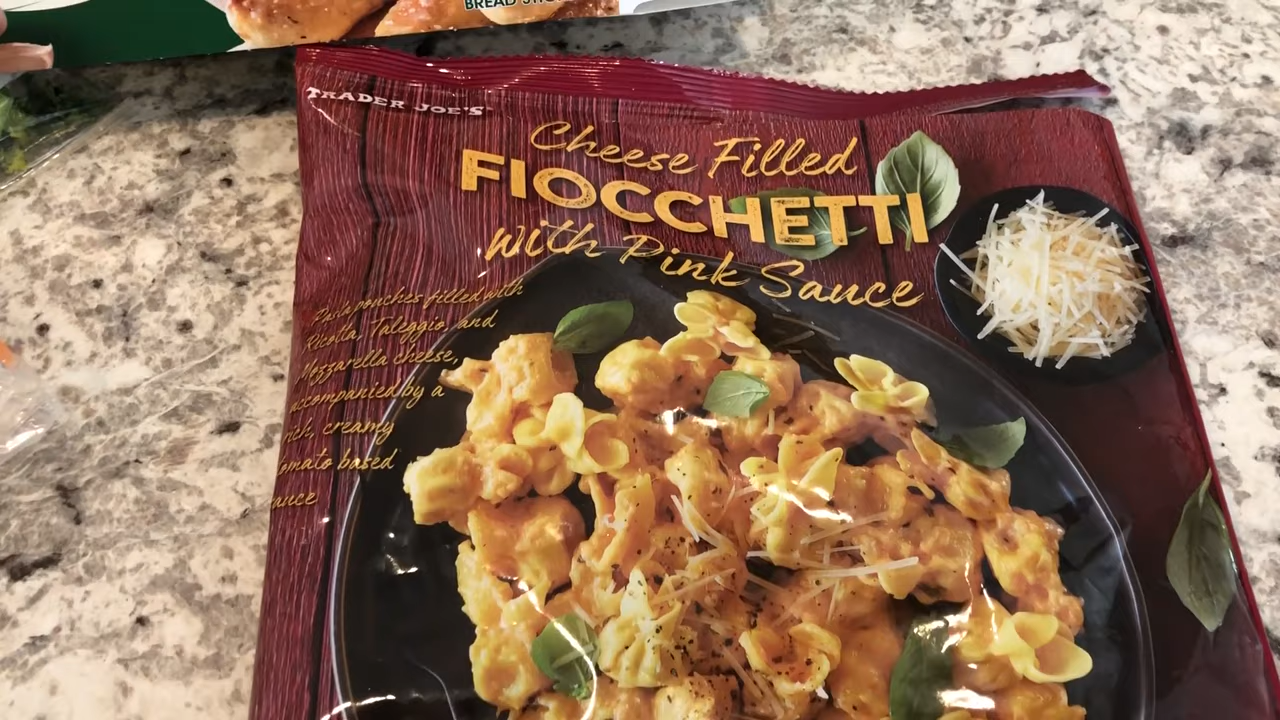 BREAD STIC
TRADER JOE'S
Cheese Filled
FIOCCHETTI
with Pink Sauce
Pasta pouches filled with
Ricotta, Taleggio, and
Mozzarella cheese,
accompanied by a
rich, creamy
tomato based
sauce